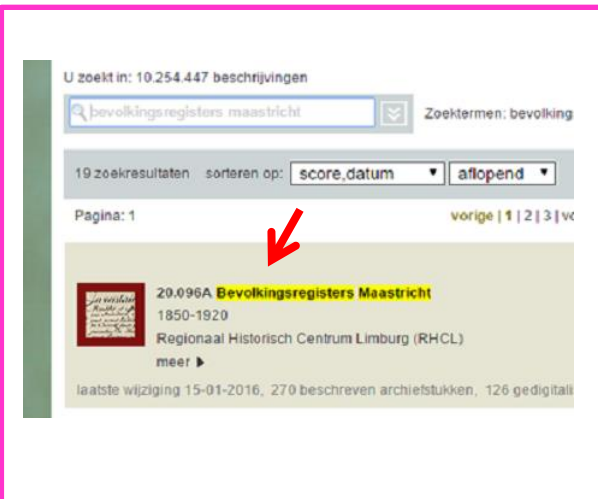 U zoekt in: 10.254.447 beschrijvingen
bevolkingsregisters maastricht
Zoektermen: bevolking
19 zoekresultaten sorteren op: score,datum aflopend
Pagina: 1 vorige | 1 | 2 | 3 | vo
20.096A Bevolkingsregisters Maastricht
1850-1920
Regionaal Historisch Centrum Limburg (RHCL)
meer
laatste wijziging 15-01-2016, 270 beschreven archiefstukken, 126 gedigitali